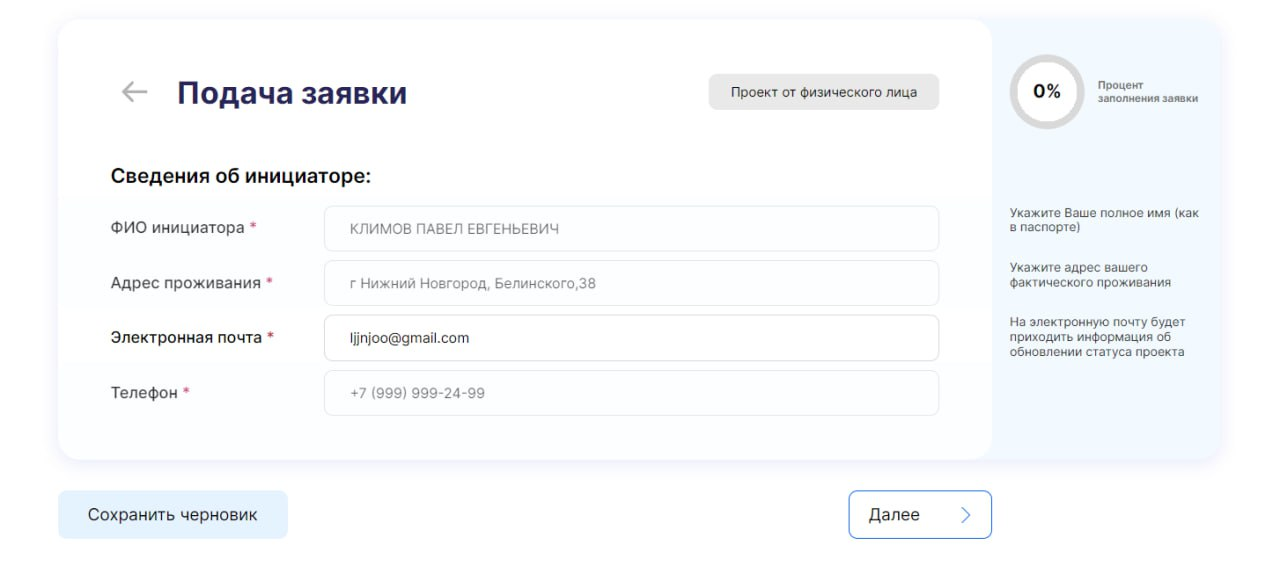 Подача заявки
Проект от физического лица
0%
Процент
заполнения заявки
Сведения об инициаторе:
ФИО инициатора *
КЛИМОВ ПАВЕЛ ЕВГЕНЬЕВИЧ
Укажите Ваше полное имя (как
в паспорте)
Адрес проживания *
г Нижний Новгород, Белинского,38
Укажите адрес вашего
фактического проживания
Электронная почта *
ljjnjoo@gmail.com
На электронную почту будет
приходить информация об
обновлении статуса проекта
Телефон *
+7 (999) 999-24-99
Сохранить черновик
Далее